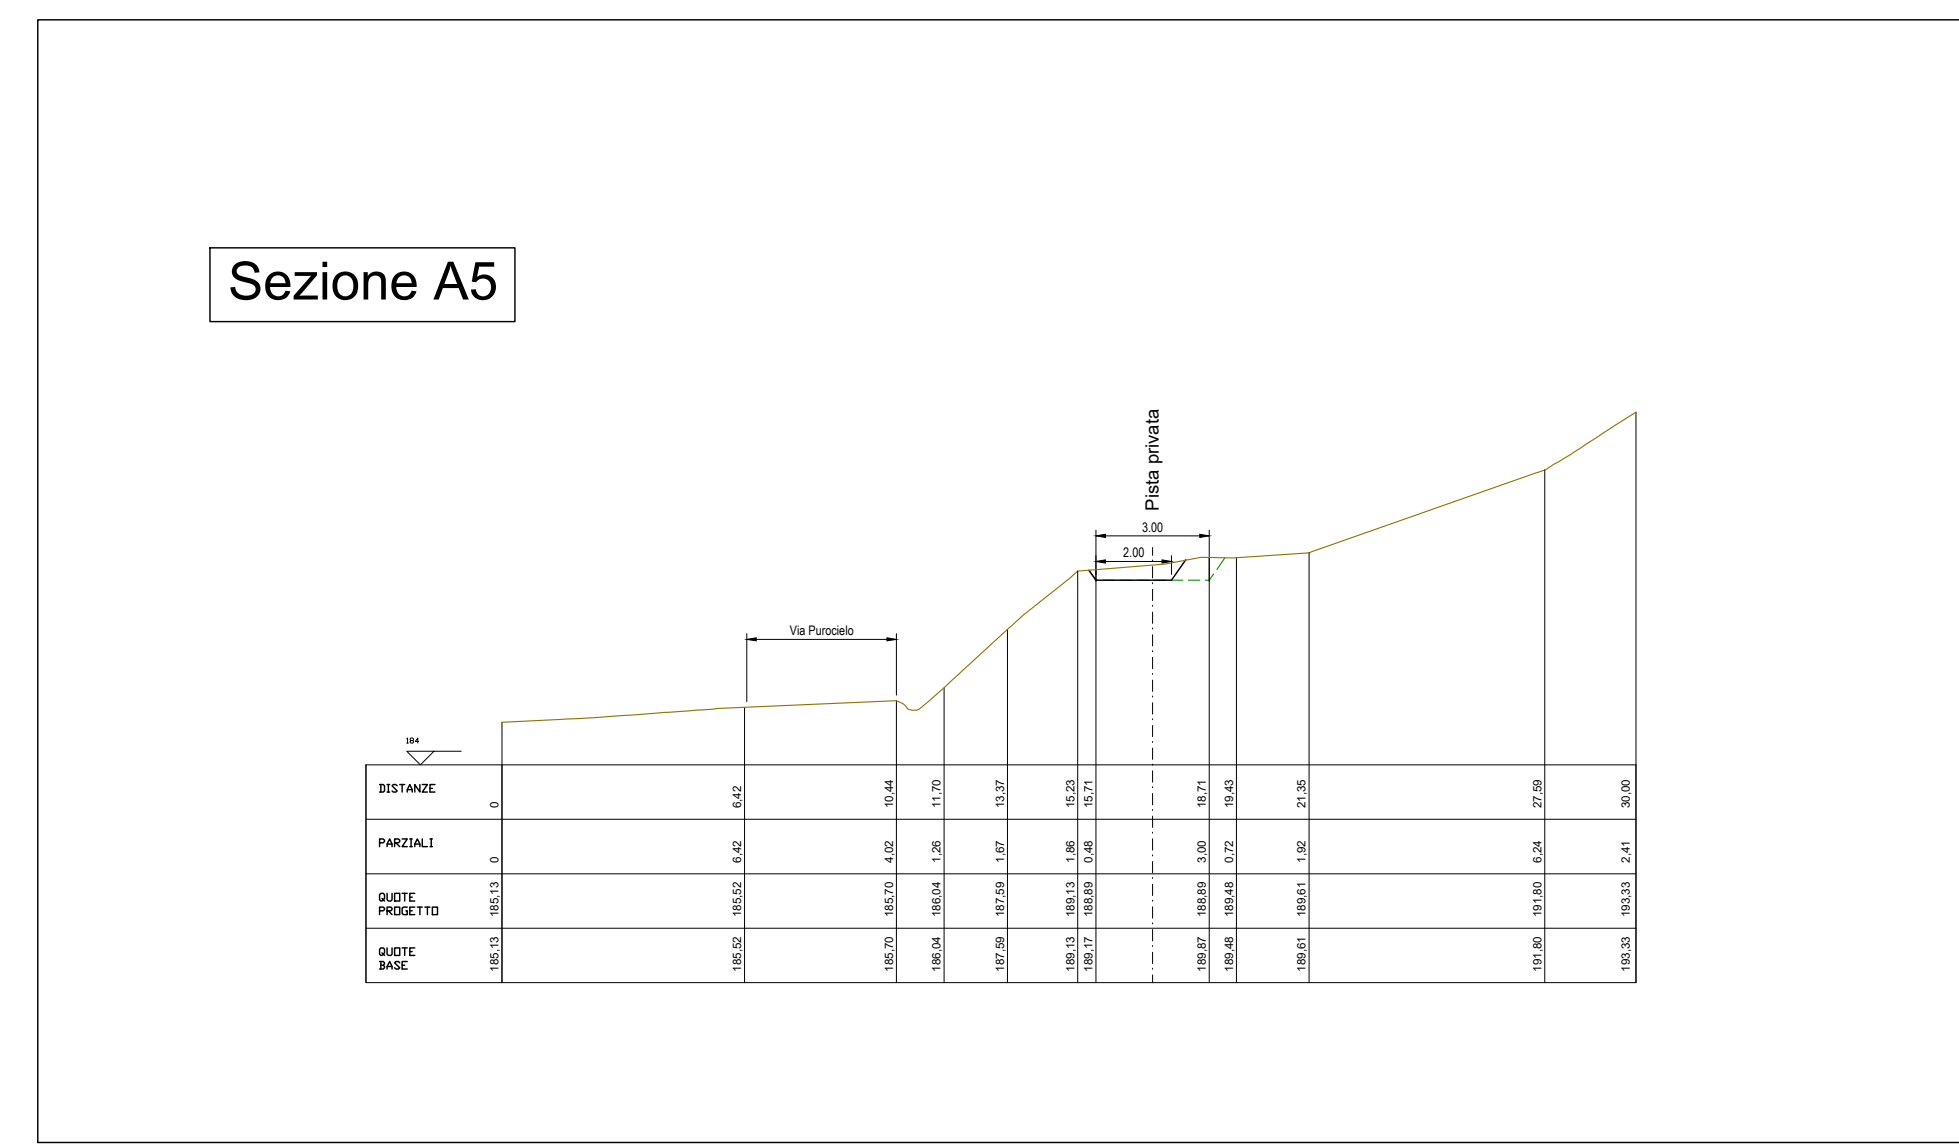 Sezione A5
Pista privata
3.00
2.00
Via Purocielo
184
DISTANZE 0 6,42 10,44 11,70 13,37 15,23 15,71 18,71 19,43 21,35 27,59 30,00
PARZIALI 0 6,42 4,02 1,26 1,67 1,86 0,48 3,00 0,72 1,92 6,24 2,41
QUOTE
PROGETTO 185,13 185,52 185,70 186,04 187,59 189,13 188,89 188,89 189,48 189,61 191,80 193,33
QUOTE
BASE 185,13 185,52 185,70 186,04 187,59 189,13 189,17 189,87 189,48 189,61 191,80 193,33